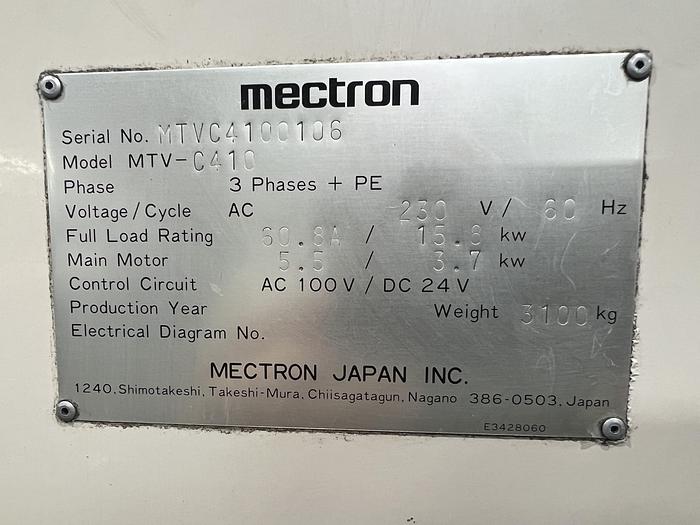 mectron
Serial No. MTVC4100106
Model MTV-C410
Phase 3 Phases + PE
Voltage/Cycle AC 230 V/ 60 Hz
Full Load Rating 60.8A / 15.8 kw
Main Motor 5.5 / 3.7 kw
Control Circuit AC 100V / DC 24V
Production Year Weight 3100 kg
Electrical Diagram No.
MECTRON JAPAN INC.
1240, Shimotakeshi, Takeshi-Mura, Chiisagatagun, Nagano 386-0503, Japan
E3428060